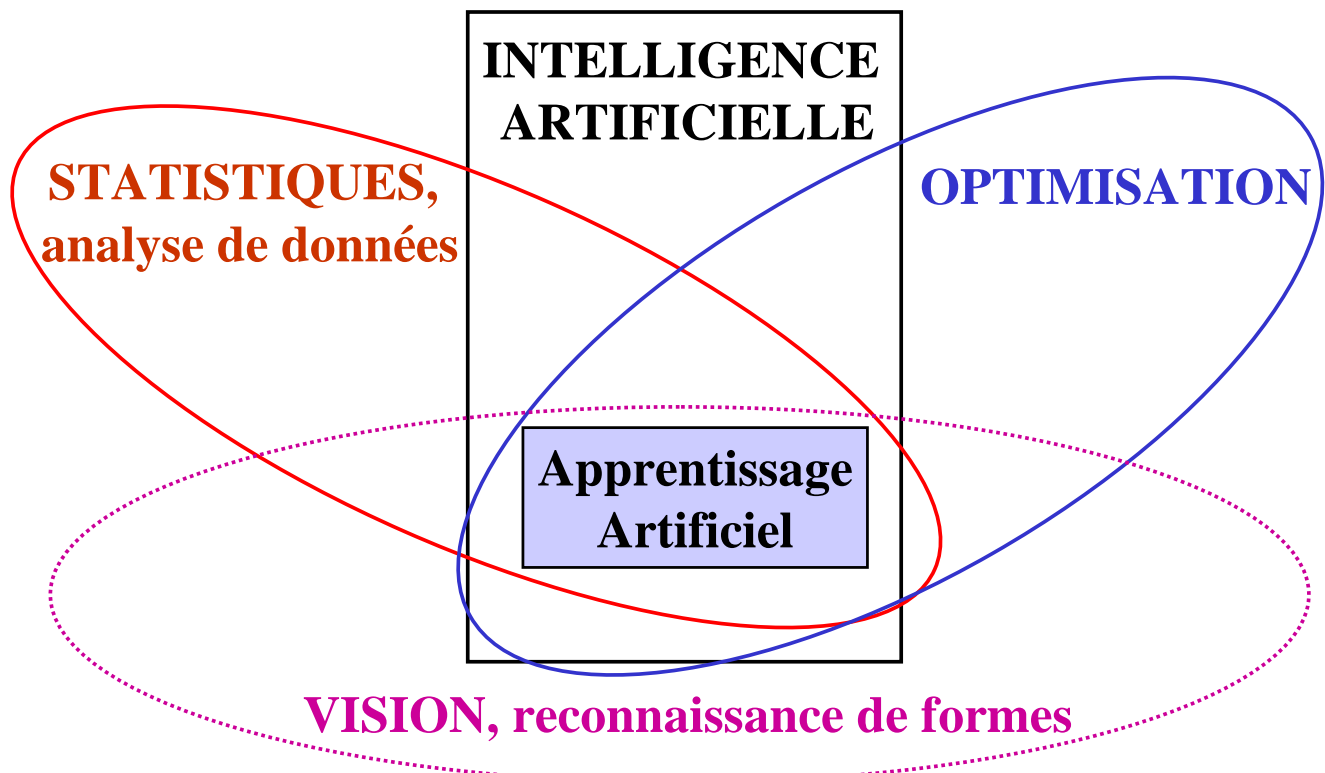 INTELLIGENCE
ARTIFICIELLE
STATISTIQUES,
analyse de données
OPTIMISATION
Apprentissage
Artificiel
VISION, reconnaissance de formes